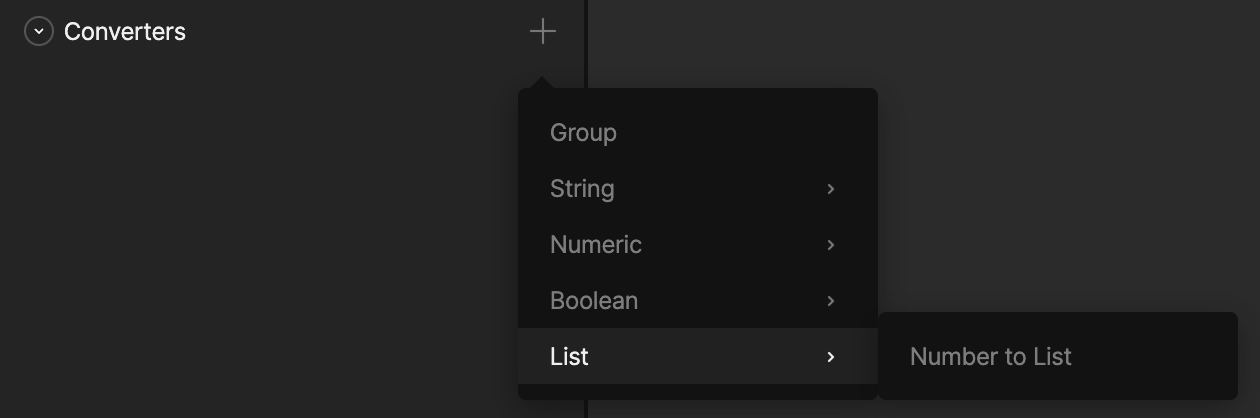 Converters
Group
String
Numeric
Boolean
List
Number to List